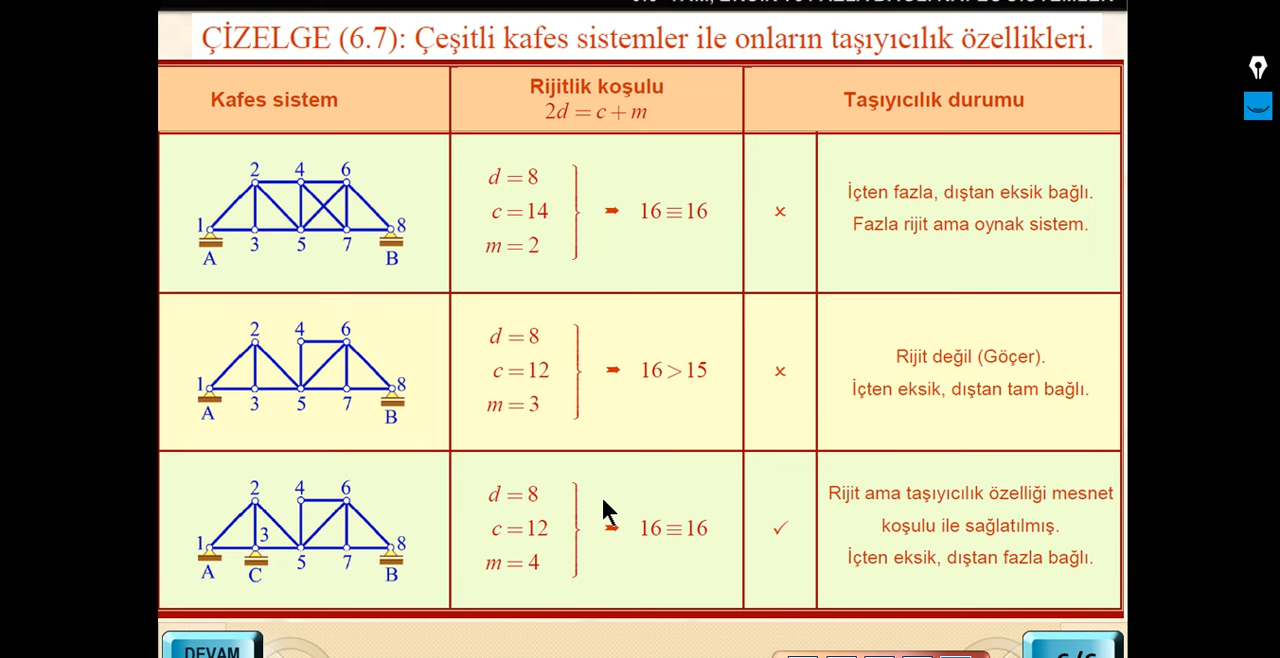 ÇİZELGE (6.7): Çeşitli kafes sistemler ile onların taşıyıcılık özellikleri.
Kafes sistem
Rijitlik koşulu
2d = c + m
Taşıyıcılık durumu
2 4 6
1 8
3 5 7
A B
d = 8
c = 14
m = 2
➨ 16 ≡ 16
×
İçten fazla, dıştan eksik bağlı.
Fazla rijit ama oynak sistem.
2 4 6
1 8
3 5 7
A B
d = 8
c = 12
m = 3
➨ 16 > 15
×
Rijit değil (Göçer).
İçten eksik, dıştan tam bağlı.
2 4 6
1 3 8
5 7
A C B
d = 8
c = 12
m = 4
➨ 16 ≡ 16
✓
Rijit ama taşıyıcılık özelliği mesnet
koşulu ile sağlatılmış.
İçten eksik, dıştan fazla bağlı.
DEVAM
6/6